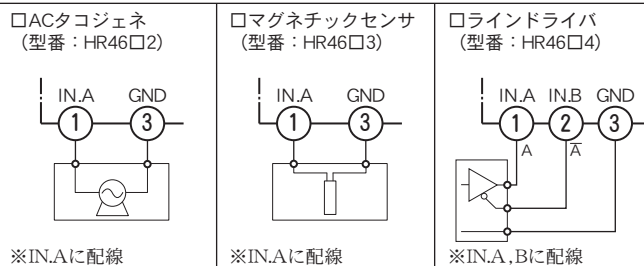 □ACタコジェネ
(型番：HR46□2)
IN.A GND
1 3
※IN.Aに配線
□マグネチックセンサ
(型番：HR46□3)
IN.A GND
1 3
※IN.Aに配線
□ラインドライバ
(型番：HR46□4)
IN.A IN.B GND
1 2 3
A A̅
※IN.A,Bに配線